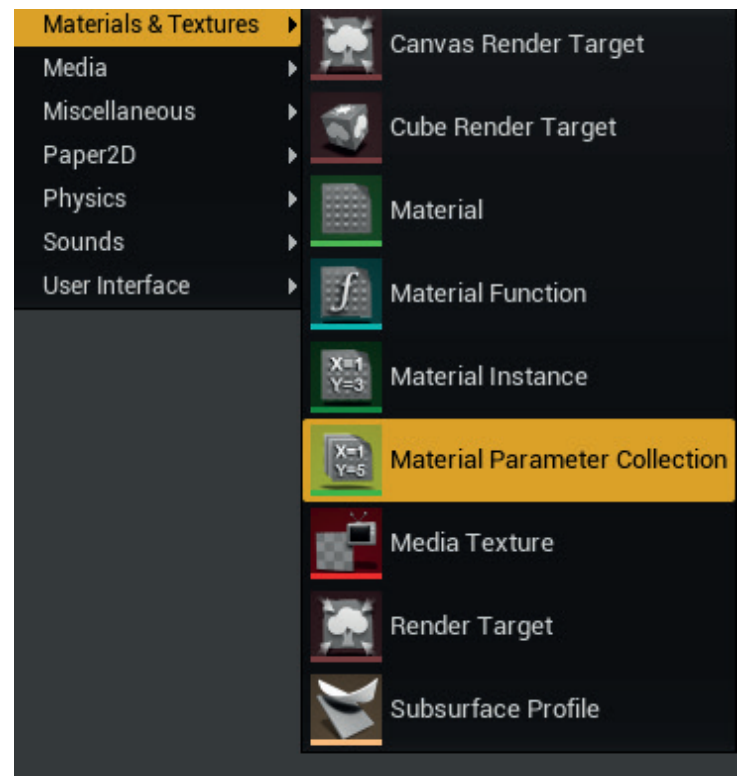 Materials & Textures
Media
Miscellaneous
Paper2D
Physics
Sounds
User Interface
Canvas Render Target
Cube Render Target
Material
f
Material Function
X=1
Y=3
Material Instance
X=1
Y=5
Material Parameter Collection
Media Texture
Render Target
Subsurface Profile